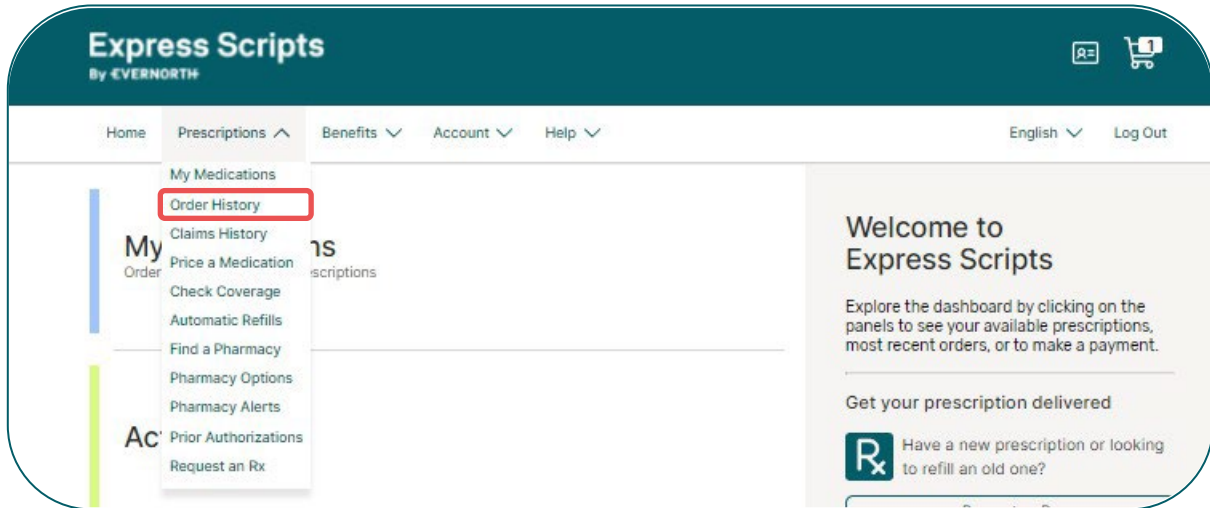 Express Scripts
By EVERNORTH
1
Home Prescriptions Benefits Account Help English Log Out
My Medications
Order History
Claims History
Price a Medication
Check Coverage
Automatic Refills
Find a Pharmacy
Pharmacy Options
Pharmacy Alerts
Prior Authorizations
Request an Rx
My
Order
Welcome to
Express Scripts
Explore the dashboard by clicking on the
panels to see your available prescriptions,
most recent orders, or to make a payment.
Get your prescription delivered
Rx
Have a new prescription or looking
to refill an old one?